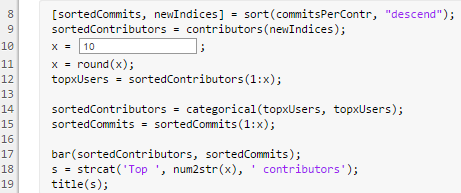 8 [sortedCommits, newIndices] = sort(commitsPerContr, "descend");
9 sortedContributors = contributors(newIndices);
10 x = 10 ;
11 x = round(x);
12 topxUsers = sortedContributors(1:x);
13
14 sortedContributors = categorical(topxUsers, topxUsers);
15 sortedCommits = sortedCommits(1:x);
16
17 bar(sortedContributors, sortedCommits);
18 s = strcat('Top ', num2str(x), ' contributors');
19 title(s);